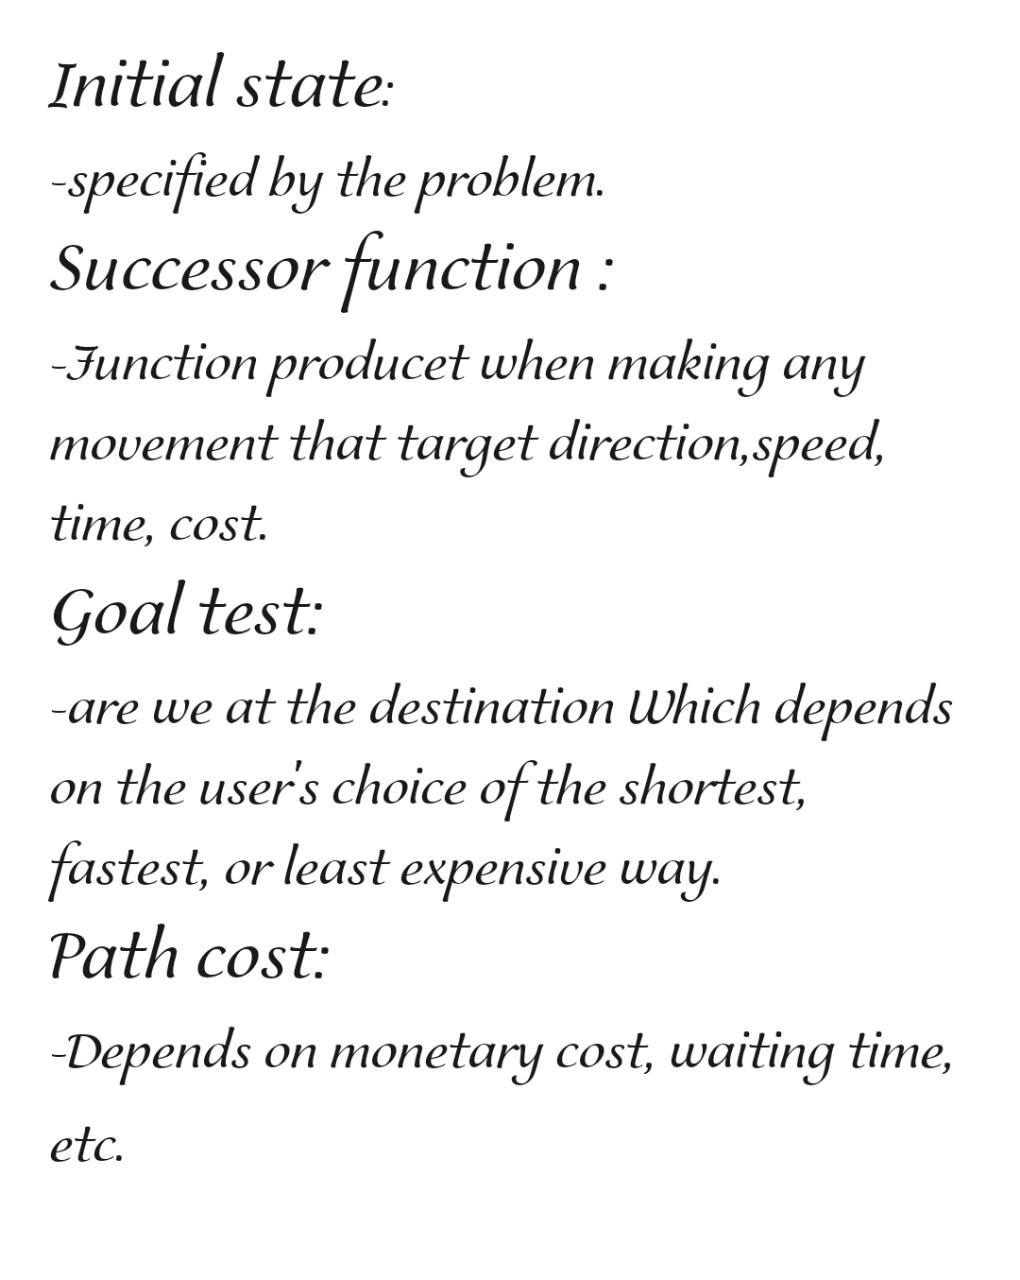 Initial state:
-specified by the problem.
Successor function :
-Function producet when making any
movement that target direction,speed,
time, cost.
Goal test:
-are we at the destination Which depends
on the user's choice of the shortest,
fastest, or least expensive way.
Path cost:
-Depends on monetary cost, waiting time,
etc.